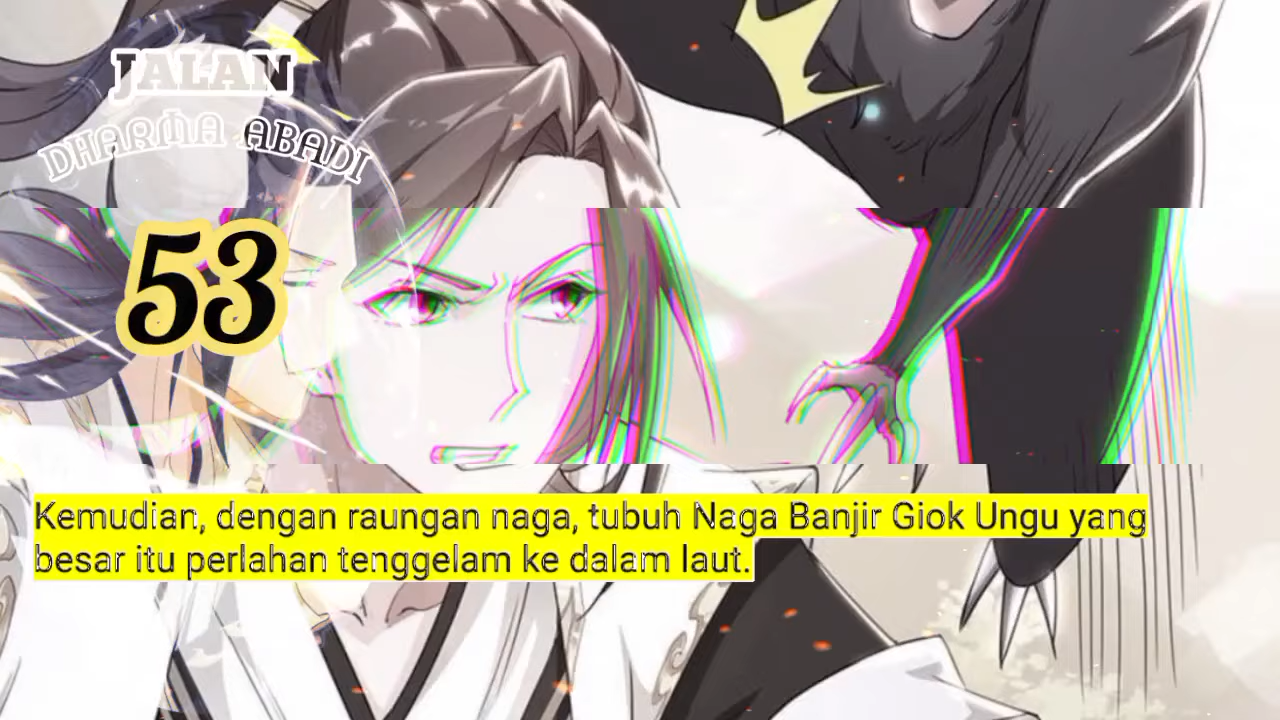 JALAN
DHARMA ABADI
53
Kemudian, dengan raungan naga, tubuh Naga Banjir Giok Ungu yang
besar itu perlahan tenggelam ke dalam laut.